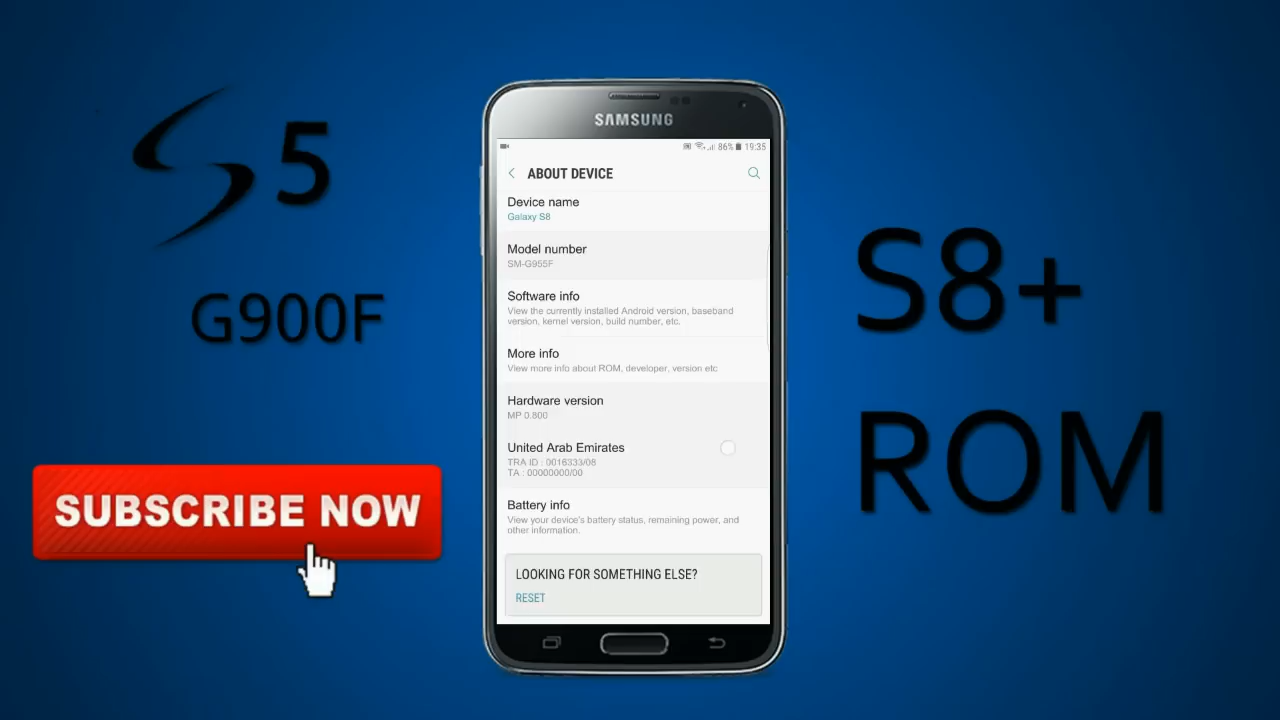 S 5
G900F
SUBSCRIBE NOW
SAMSUNG
86% 19:35
ABOUT DEVICE
Device name
Galaxy S8
Model number
SM-G955F
Software info
View the currently installed Android version, baseband
version, kernel version, build number, etc.
More info
View more info about ROM, developer, version etc
Hardware version
MP 0.800
United Arab Emirates
TRA ID : 0016333/08
TA : 00000000/00
Battery info
View your device's battery status, remaining power, and
other information.
LOOKING FOR SOMETHING ELSE?
RESET
S8+
ROM